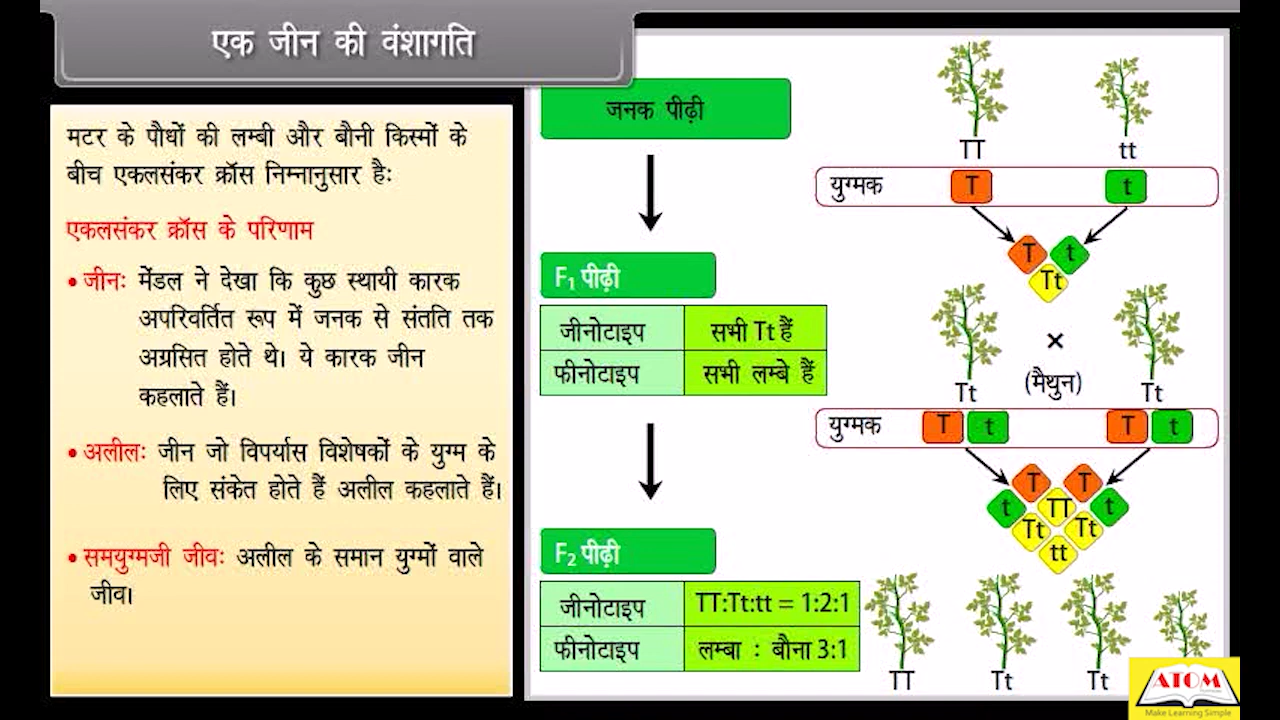 एक जीन की वंशागति
मटर के पौधों की लम्बी और बौनी किस्मों के
बीच एकलसंकर क्रॉस निम्नानुसार हैः
एकलसंकर क्रॉस के परिणाम
• जीनः मेंडल ने देखा कि कुछ स्थायी कारक
अपरिवर्तित रूप में जनक से संतति तक
अग्रसित होते थे। ये कारक जीन
कहलाते हैं।
• अलीलः जीन जो विपर्यास विशेषकों के युग्म के
लिए संकेत होते हैं अलील कहलाते हैं।
• समयुग्मजी जीवः अलील के समान युग्मों वाले
जीव।
जनक पीढ़ी
TT tt
युग्मक T t
T t
Tt
F1 पीढ़ी
जीनोटाइप सभी Tt हैं
फीनोटाइप सभी लम्बे हैं
×
(मैथुन)
Tt Tt
युग्मक T t T t
T T
t TT t
Tt Tt
tt
F2 पीढ़ी
जीनोटाइप TT:Tt:tt = 1:2:1
फीनोटाइप लम्बा : बौना 3:1
TT Tt Tt
ATOM
Make Learning Simple